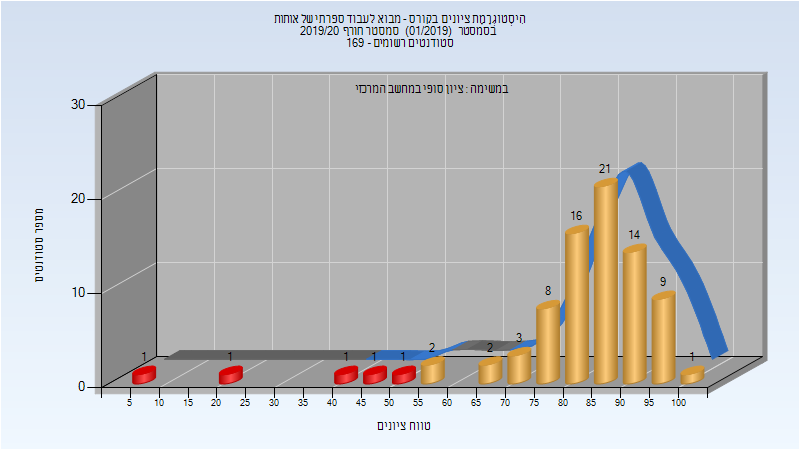 היסטוגרמת ציונים בקורס - מבוא לעבוד ספרתי של אותות
בסמסטר (01/2019) סמסטר חורף 2019/20
סטודנטים רשומים - 169
במשימה : ציון סופי במחשב המרכזי
מספר סטודנטים
30
20
10
0
1 1 1 1 1 2 2 3 8 16 21 14 9 1
5 10 15 20 25 30 35 40 45 50 55 60 65 70 75 80 85 90 95 100
טווח ציונים